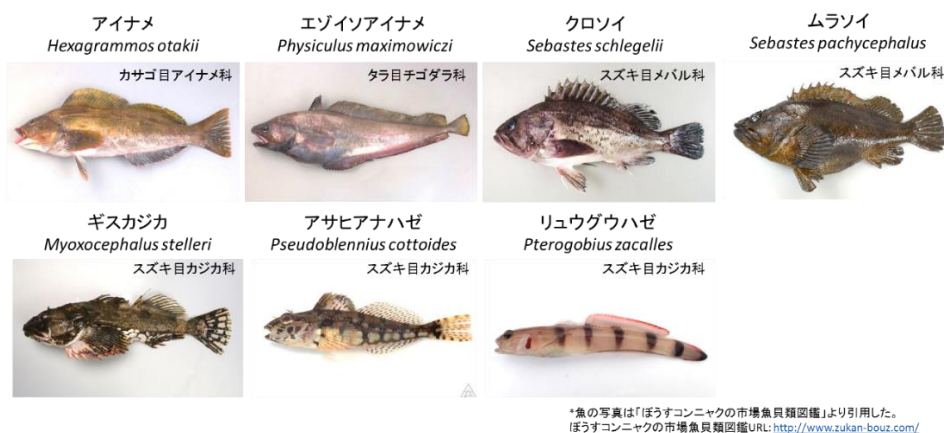 アイナメ
Hexagrammos otakii
カサゴ目アイナメ科
エゾイソアイナメ
Physiculus maximowiczi
タラ目チゴダラ科
クロソイ
Sebastes schlegelii
スズキ目メバル科
ムラソイ
Sebastes pachycephalus
スズキ目メバル科
ギスカジカ
Myoxocephalus stelleri
スズキ目カジカ科
アサヒアナハゼ
Pseudoblennius cottoides
スズキ目カジカ科
リュウグウハゼ
Pterogobius zacalles
スズキ目カジカ科
*魚の写真は「ぼうすコンニャクの市場魚貝類図鑑」より引用した。
ぼうすコンニャクの市場魚貝類図鑑URL: http://www.zukan-bouz.com/